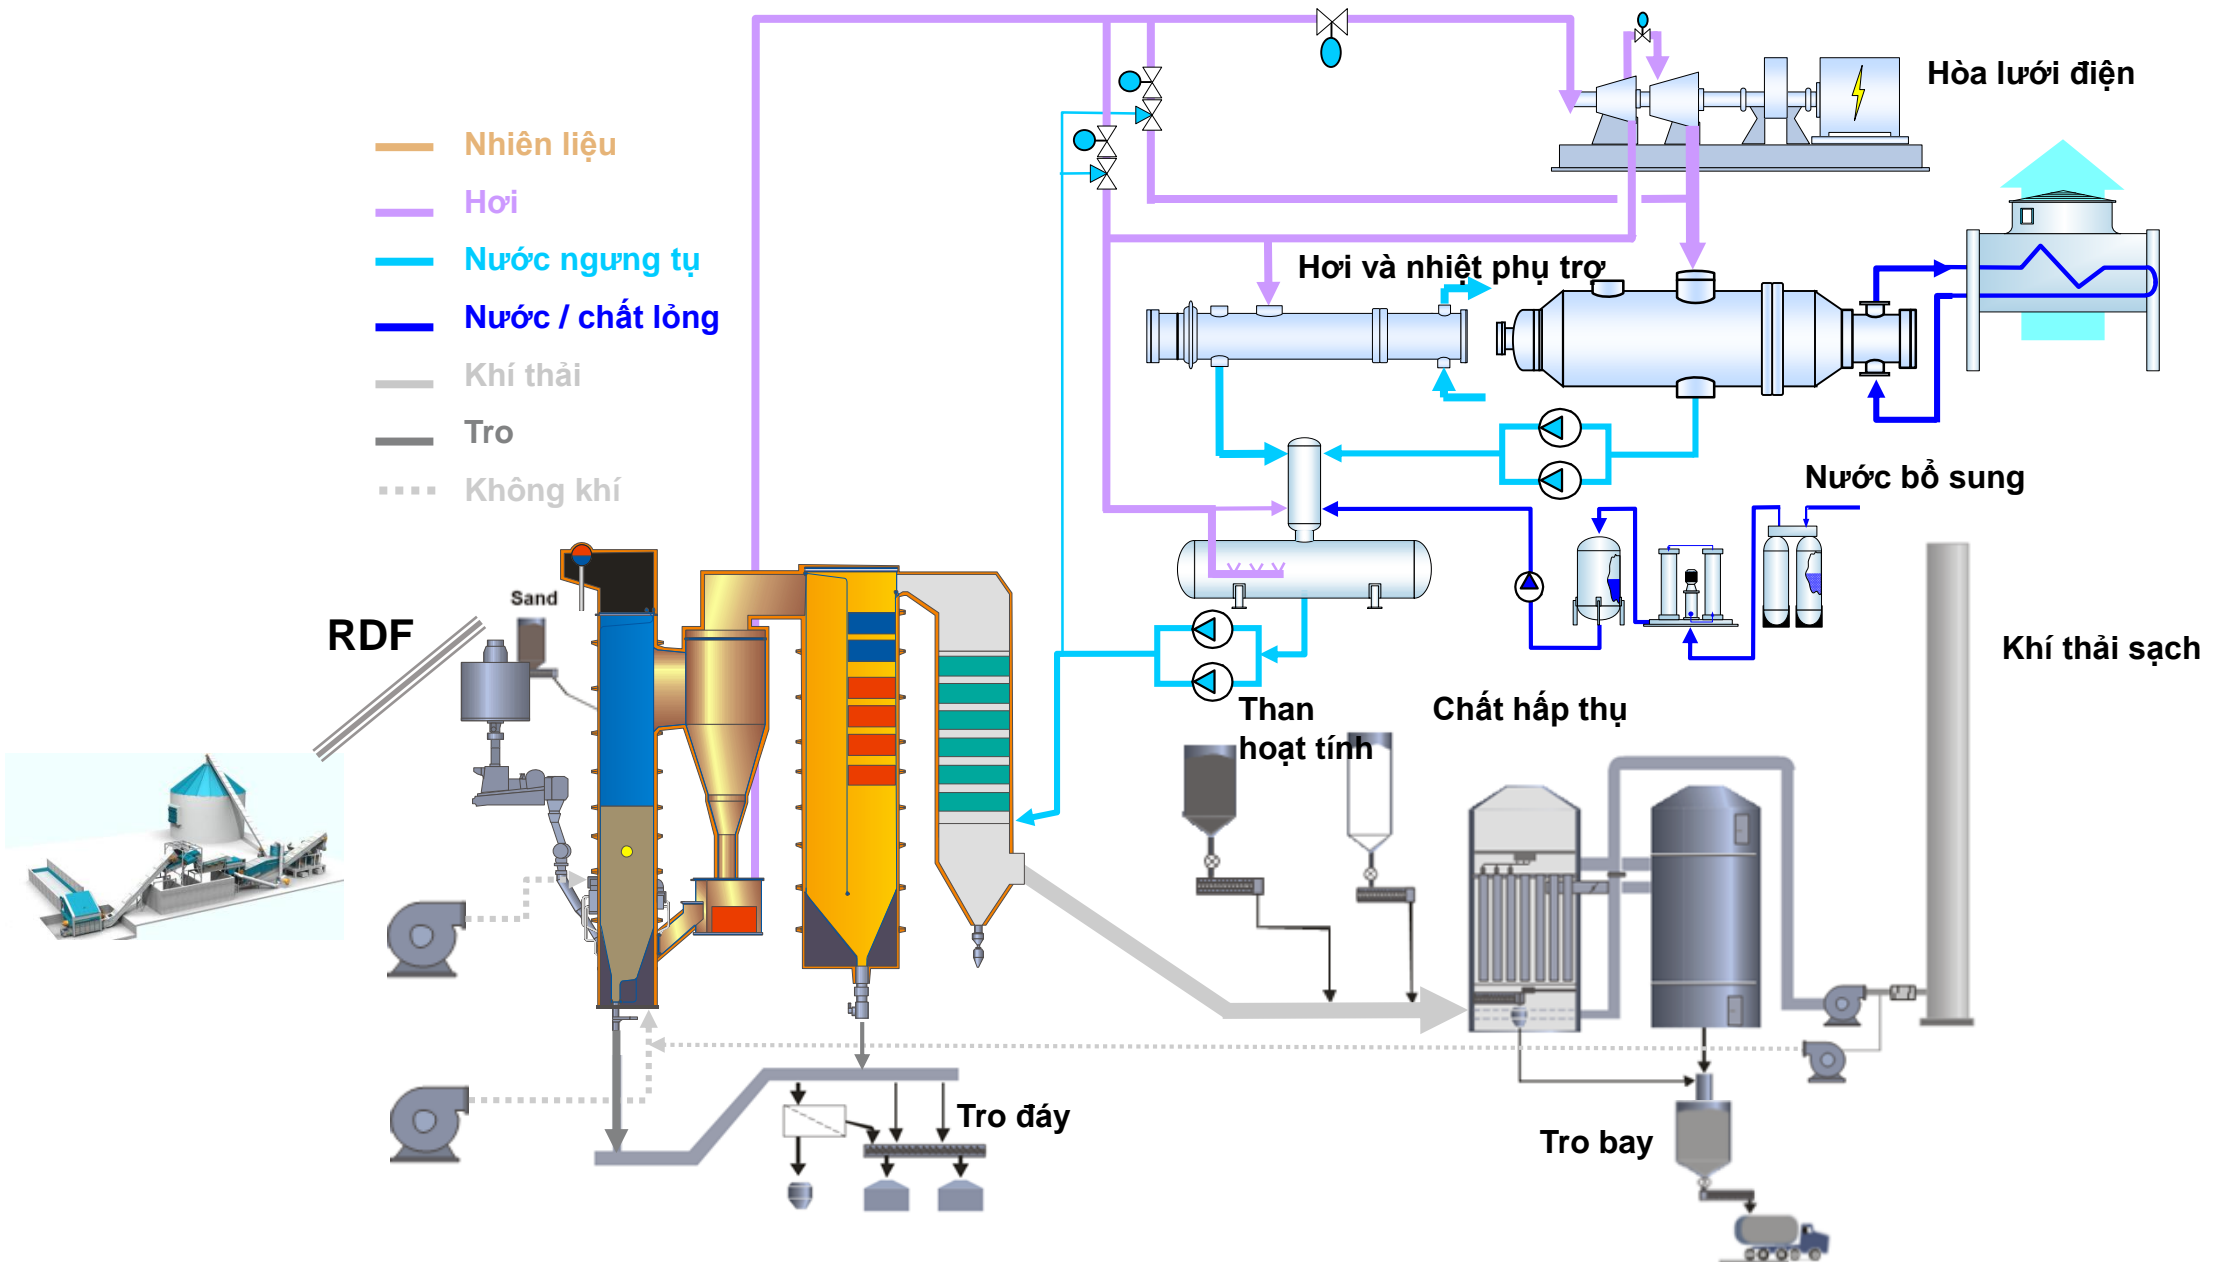 Hòa lưới điện
Nhiên liệu
Hơi
Nước ngưng tụ
Hơi và nhiệt phụ trợ
Nước / chất lỏng
Khí thải
Tro
Không khí
Nước bổ sung
Sand
RDF
Khí thải sạch
Than
hoạt tính
Chất hấp thụ
Tro đáy
Tro bay